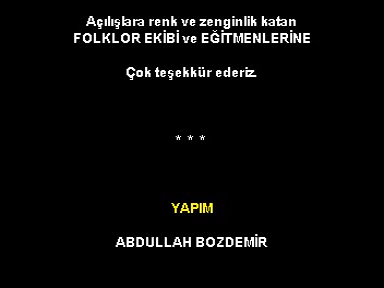 Açılışlara renk ve zenginlik katan
FOLKLOR EKİBİ ve EĞİTMENLERİNE
Çok teşekkür ederiz.
* * *
YAPIM
ABDULLAH BOZDEMİR